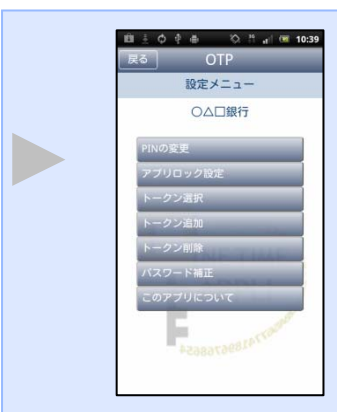 10:39
戻る OTP
設定メニュー
○△□銀行
PINの変更
アプリロック設定
トークン選択
トークン追加
トークン削除
パスワード補正
このアプリについて